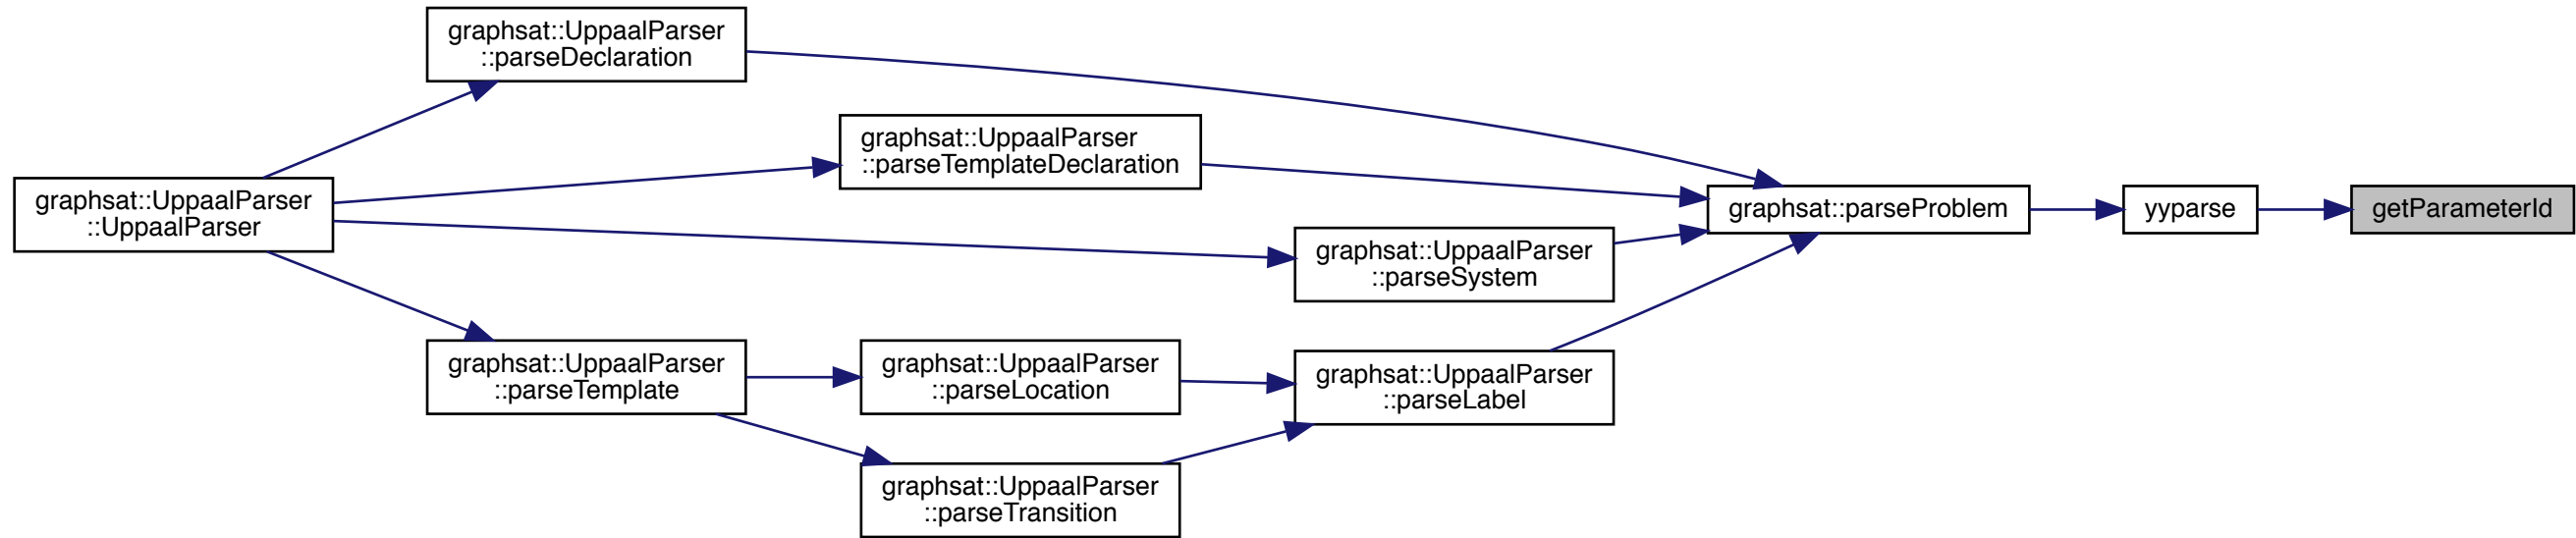 graphsat::UppaalParser
::parseDeclaration
graphsat::UppaalParser
::parseTemplateDeclaration
graphsat::UppaalParser
::UppaalParser
graphsat::parseProblem
yyparse
getParameterId
graphsat::UppaalParser
::parseSystem
graphsat::UppaalParser
::parseTemplate
graphsat::UppaalParser
::parseLocation
graphsat::UppaalParser
::parseLabel
graphsat::UppaalParser
::parseTransition